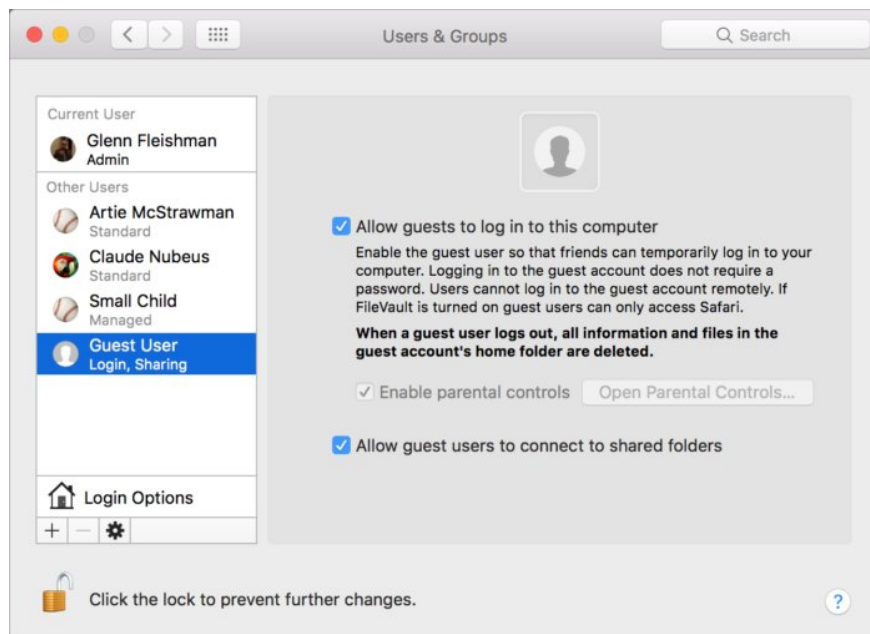 Users & Groups
Search
Current User
Glenn Fleishman
Admin
Other Users
Artie McStrawman
Standard
Claude Nubeus
Standard
Small Child
Managed
Guest User
Login, Sharing
Login Options
Allow guests to log in to this computer
Enable the guest user so that friends can temporarily log in to your
computer. Logging in to the guest account does not require a
password. Users cannot log in to the guest account remotely. If
FileVault is turned on guest users can only access Safari.
When a guest user logs out, all information and files in the
guest account's home folder are deleted.
Enable parental controls
Open Parental Controls...
Allow guest users to connect to shared folders
Click the lock to prevent further changes.
?